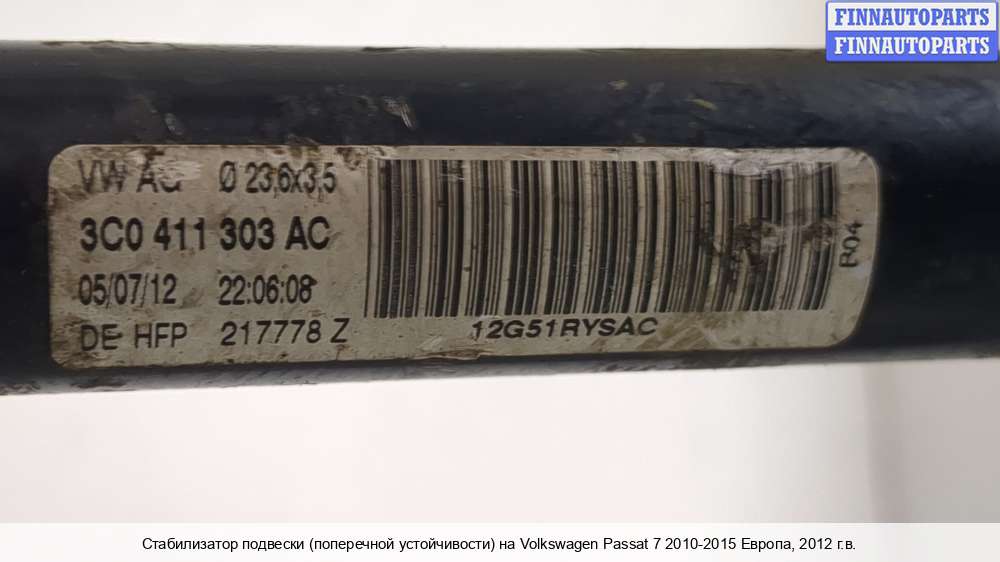 FINNAUTOPARTS
FINNAUTOPARTS
VW AG Ø 23,6x3,5
3C0 411 303 AC
05/07/12 22:06:08
DE HFP 217778 Z
12G51RYSAC
R04
Стабилизатор подвески (поперечной устойчивости) на Volkswagen Passat 7 2010-2015 Европа, 2012 г.в.